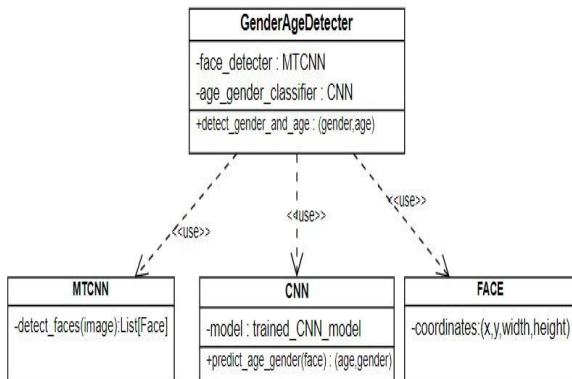 GenderAgeDetecter
-face_detecter : MTCNN
-age_gender_classifier : CNN
+detect_gender_and_age : (gender,age)
<<use>>
<<use>>
<<use>>
MTCNN
-detect_faces(image):List[Face]
CNN
-model : trained_CNN_model
+predict_age_gender(face) : (age,gender)
FACE
-coordinates:(x,y,width,height)